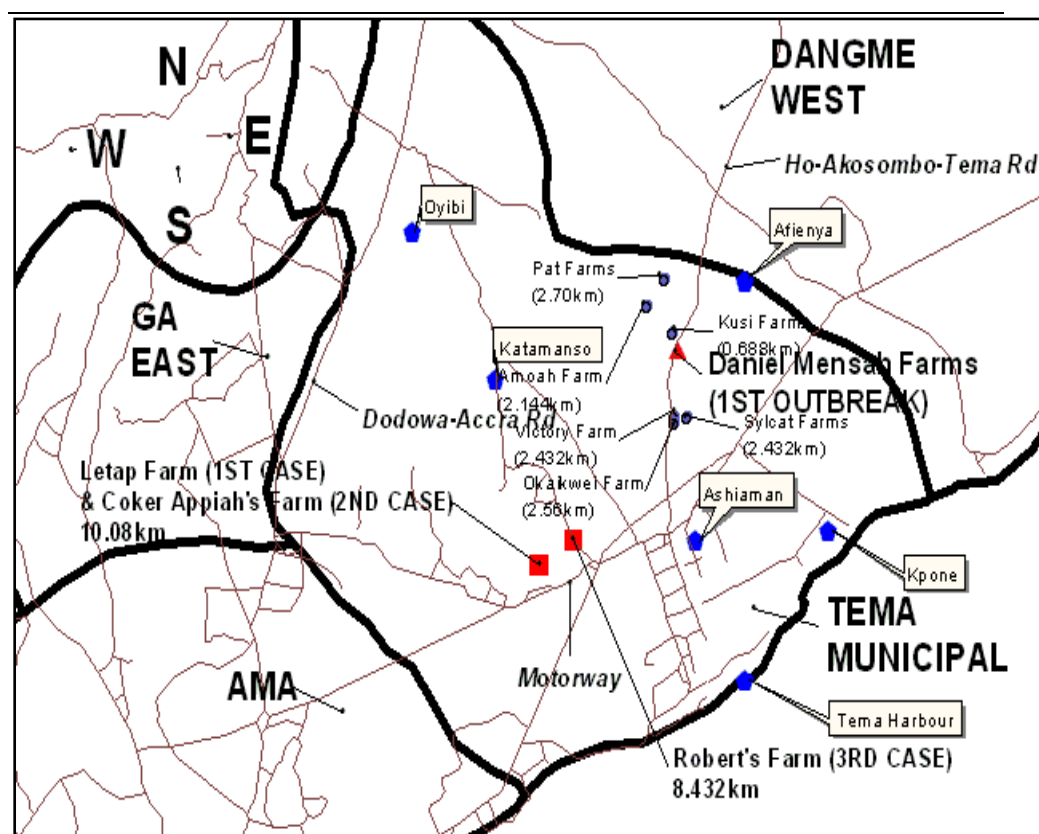 N
W
E
S
DANGME
WEST
Ho-Akosombo-Tema Rd
Oyibi
Afienya
Pat Farms
(2.70km)
GA
EAST
Kusi Farms
(0.688km)
Katamanso
Amoah Farm
(2.144km)
Daniel Mensah Farms
(1ST OUTBREAK)
Dodowa-Accra Rd
Victory Farm
(2.432km)
Sylcat Farms
(2.432km)
Letap Farm (1ST CASE)
& Coker Appiah's Farm (2ND CASE)
10.08km
Okaikwei Farm
(2.56km)
Ashiaman
Kpone
TEMA
MUNICIPAL
AMA
Motorway
Tema Harbour
Robert's Farm (3RD CASE)
8.432km